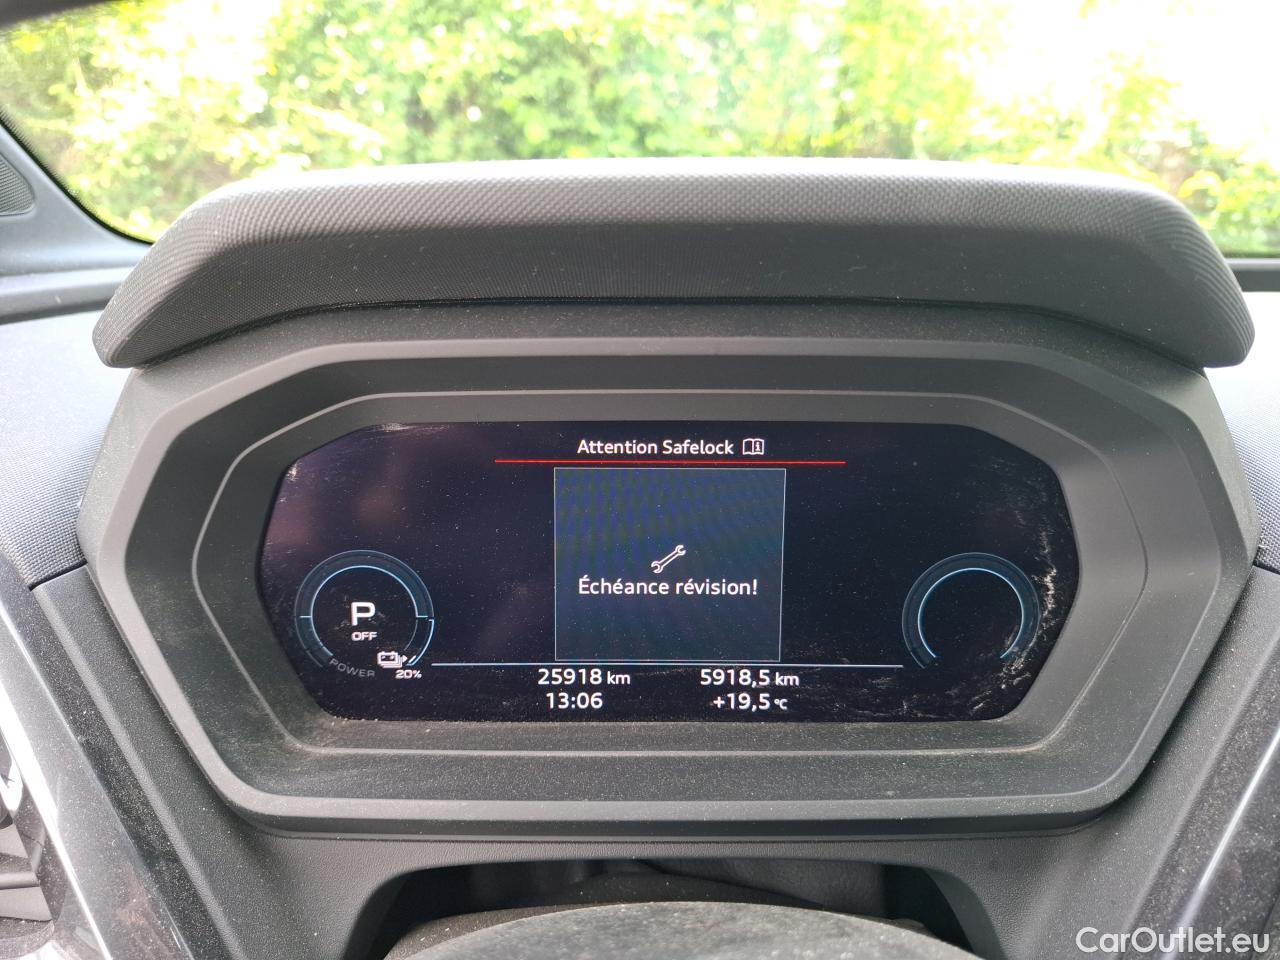 Attention Safelock
Échéance révision!
P
OFF
POWER
20%
25918 km
5918,5 km
13:06
+19,5 °C
CarOutlet.eu